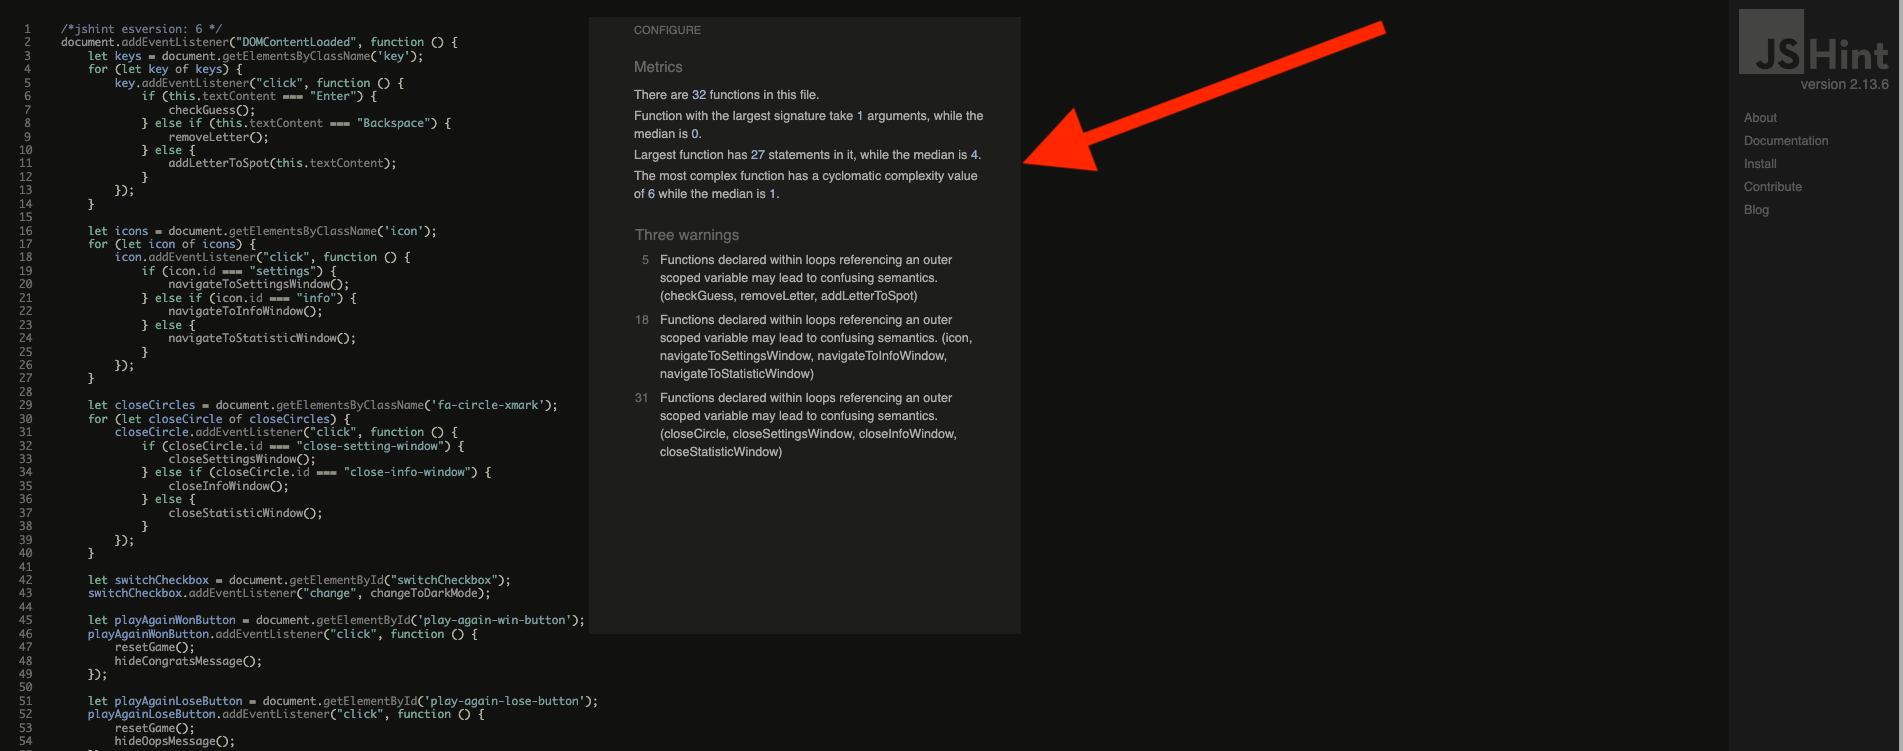 1 /*jshint esversion: 6 */
2 document.addEventListener("DOMContentLoaded", function () {
3 let keys = document.getElementsByClassName('key');
4 for (let key of keys) {
5 key.addEventListener("click", function () {
6 if (this.textContent === "Enter") {
7 checkGuess();
8 } else if (this.textContent === "Backspace") {
9 removeLetter();
10 } else {
11 addLetterToSpot(this.textContent);
12 }
13 });
14 }
15
16 let icons = document.getElementsByClassName('icon');
17 for (let icon of icons) {
18 icon.addEventListener("click", function () {
19 if (icon.id === "settings") {
20 navigateToSettingsWindow();
21 } else if (icon.id === "info") {
22 navigateToInfoWindow();
23 } else {
24 navigateToStatisticWindow();
25 }
26 });
27 }
28
29 let closeCircles = document.getElementsByClassName('fa-circle-xmark');
30 for (let closeCircle of closeCircles) {
31 closeCircle.addEventListener("click", function () {
32 if (closeCircle.id === "close-setting-window") {
33 closeSettingsWindow();
34 } else if (closeCircle.id === "close-info-window") {
35 closeInfoWindow();
36 } else {
37 closeStatisticWindow();
38 }
39 });
40 }
41
42 let switchCheckbox = document.getElementById("switchCheckbox");
43 switchCheckbox.addEventListener("change", changeToDarkMode);
44
45 let playAgainWonButton = document.getElementById('play-again-win-button');
46 playAgainWonButton.addEventListener("click", function () {
47 resetGame();
48 hideCongratsMessage();
49 });
50
51 let playAgainLoseButton = document.getElementById('play-again-lose-button');
52 playAgainLoseButton.addEventListener("click", function () {
53 resetGame();
54 hideOopsMessage();
CONFIGURE
Metrics
There are 32 functions in this file.
Function with the largest signature take 1 arguments, while the
median is 0.
Largest function has 27 statements in it, while the median is 4.
The most complex function has a cyclomatic complexity value
of 6 while the median is 1.
Three warnings
5 Functions declared within loops referencing an outer
scoped variable may lead to confusing semantics.
(checkGuess, removeLetter, addLetterToSpot)
18 Functions declared within loops referencing an outer
scoped variable may lead to confusing semantics. (icon,
navigateToSettingsWindow, navigateToInfoWindow,
navigateToStatisticWindow)
31 Functions declared within loops referencing an outer
scoped variable may lead to confusing semantics.
(closeCircle, closeSettingsWindow, closeInfoWindow,
closeStatisticWindow)
JSHint
version 2.13.6
About
Documentation
Install
Contribute
Blog